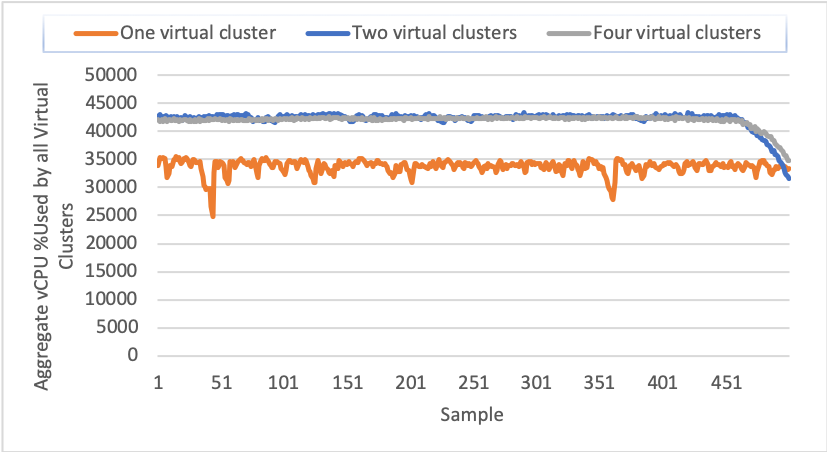 One virtual cluster Two virtual clusters Four virtual clusters
Aggregate vCPU %Used by all Virtual
Clusters
50000
45000
40000
35000
30000
25000
20000
15000
10000
5000
0
1 51 101 151 201 251 301 351 401 451
Sample